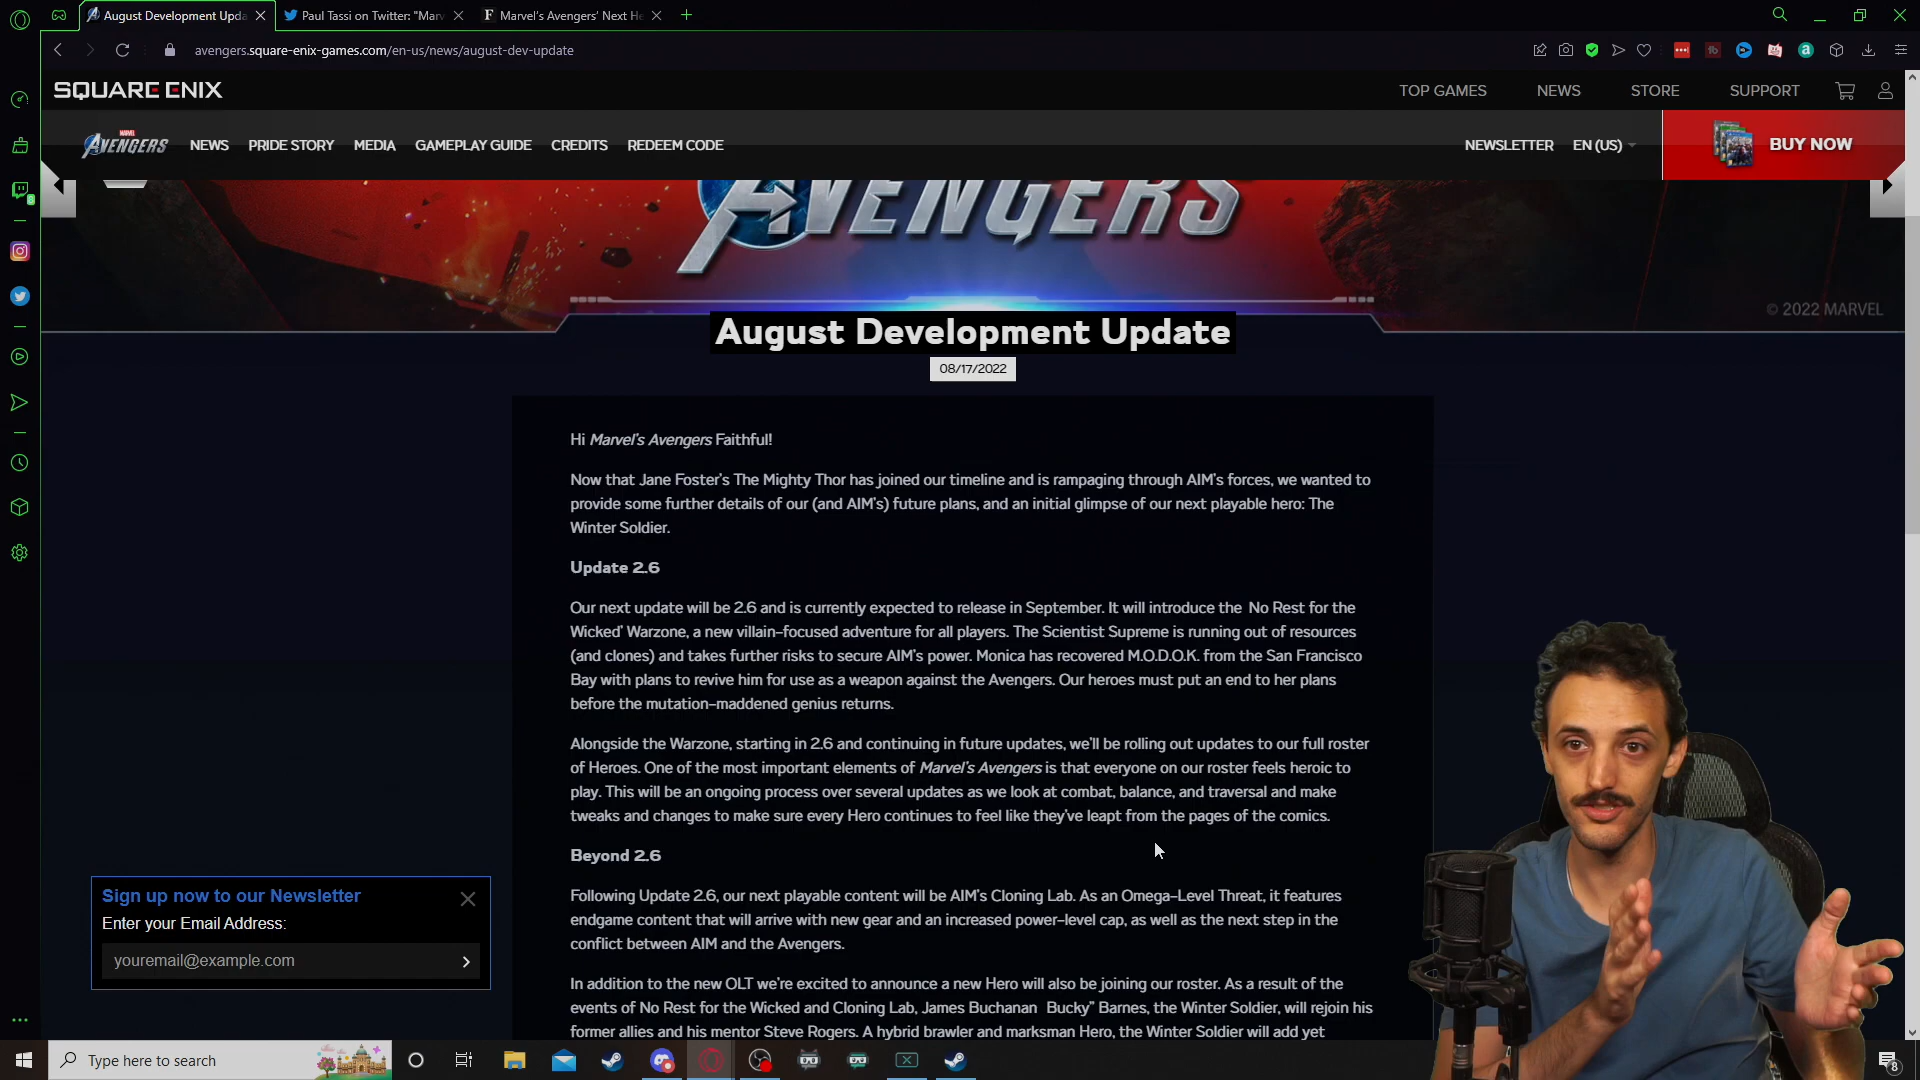 August Development Upda
Paul Tassi on Twitter: "Marv
Marvel's Avengers' Next He
avengers.square-enix-games.com/en-us/news/august-dev-update
SQUARE ENIX
TOP GAMES
NEWS
STORE
SUPPORT
MARVEL
AVENGERS
NEWS
PRIDE STORY
MEDIA
GAMEPLAY GUIDE
CREDITS
REDEEM CODE
NEWSLETTER
EN (US)
BUY NOW
AVENGERS
© 2022 MARVEL
August Development Update
08/17/2022
Hi Marvel's Avengers Faithful!
Now that Jane Foster's The Mighty Thor has joined our timeline and is rampaging through AIM's forces, we wanted to
provide some further details of our (and AIM's) future plans, and an initial glimpse of our next playable hero: The
Winter Soldier.
Update 2.6
Our next update will be 2.6 and is currently expected to release in September. It will introduce the  No Rest for the
Wicked' Warzone, a new villain-focused adventure for all players. The Scientist Supreme is running out of resources
(and clones) and takes further risks to secure AIM's power. Monica has recovered M.O.D.O.K. from the San Francisco
Bay with plans to revive him for use as a weapon against the Avengers. Our heroes must put an end to her plans
before the mutation-maddened genius returns.
Alongside the Warzone, starting in 2.6 and continuing in future updates, we'll be rolling out updates to our full roster
of Heroes. One of the most important elements of Marvel's Avengers is that everyone on our roster feels heroic to
play. This will be an ongoing process over several updates as we look at combat, balance, and traversal and make
tweaks and changes to make sure every Hero continues to feel like they've leapt from the pages of the comics.
Beyond 2.6
Following Update 2.6, our next playable content will be AIM's Cloning Lab. As an Omega-Level Threat, it features
endgame content that will arrive with new gear and an increased power-level cap, as well as the next step in the
conflict between AIM and the Avengers.
In addition to the new OLT we're excited to announce a new Hero will also be joining our roster. As a result of the
events of No Rest for the Wicked and Cloning Lab, James Buchanan  Bucky" Barnes, the Winter Soldier, will rejoin his
former allies and his mentor Steve Rogers. A hybrid brawler and marksman Hero, the Winter Soldier will add yet
Sign up now to our Newsletter
Enter your Email Address:
youremail@example.com
Type here to search
8